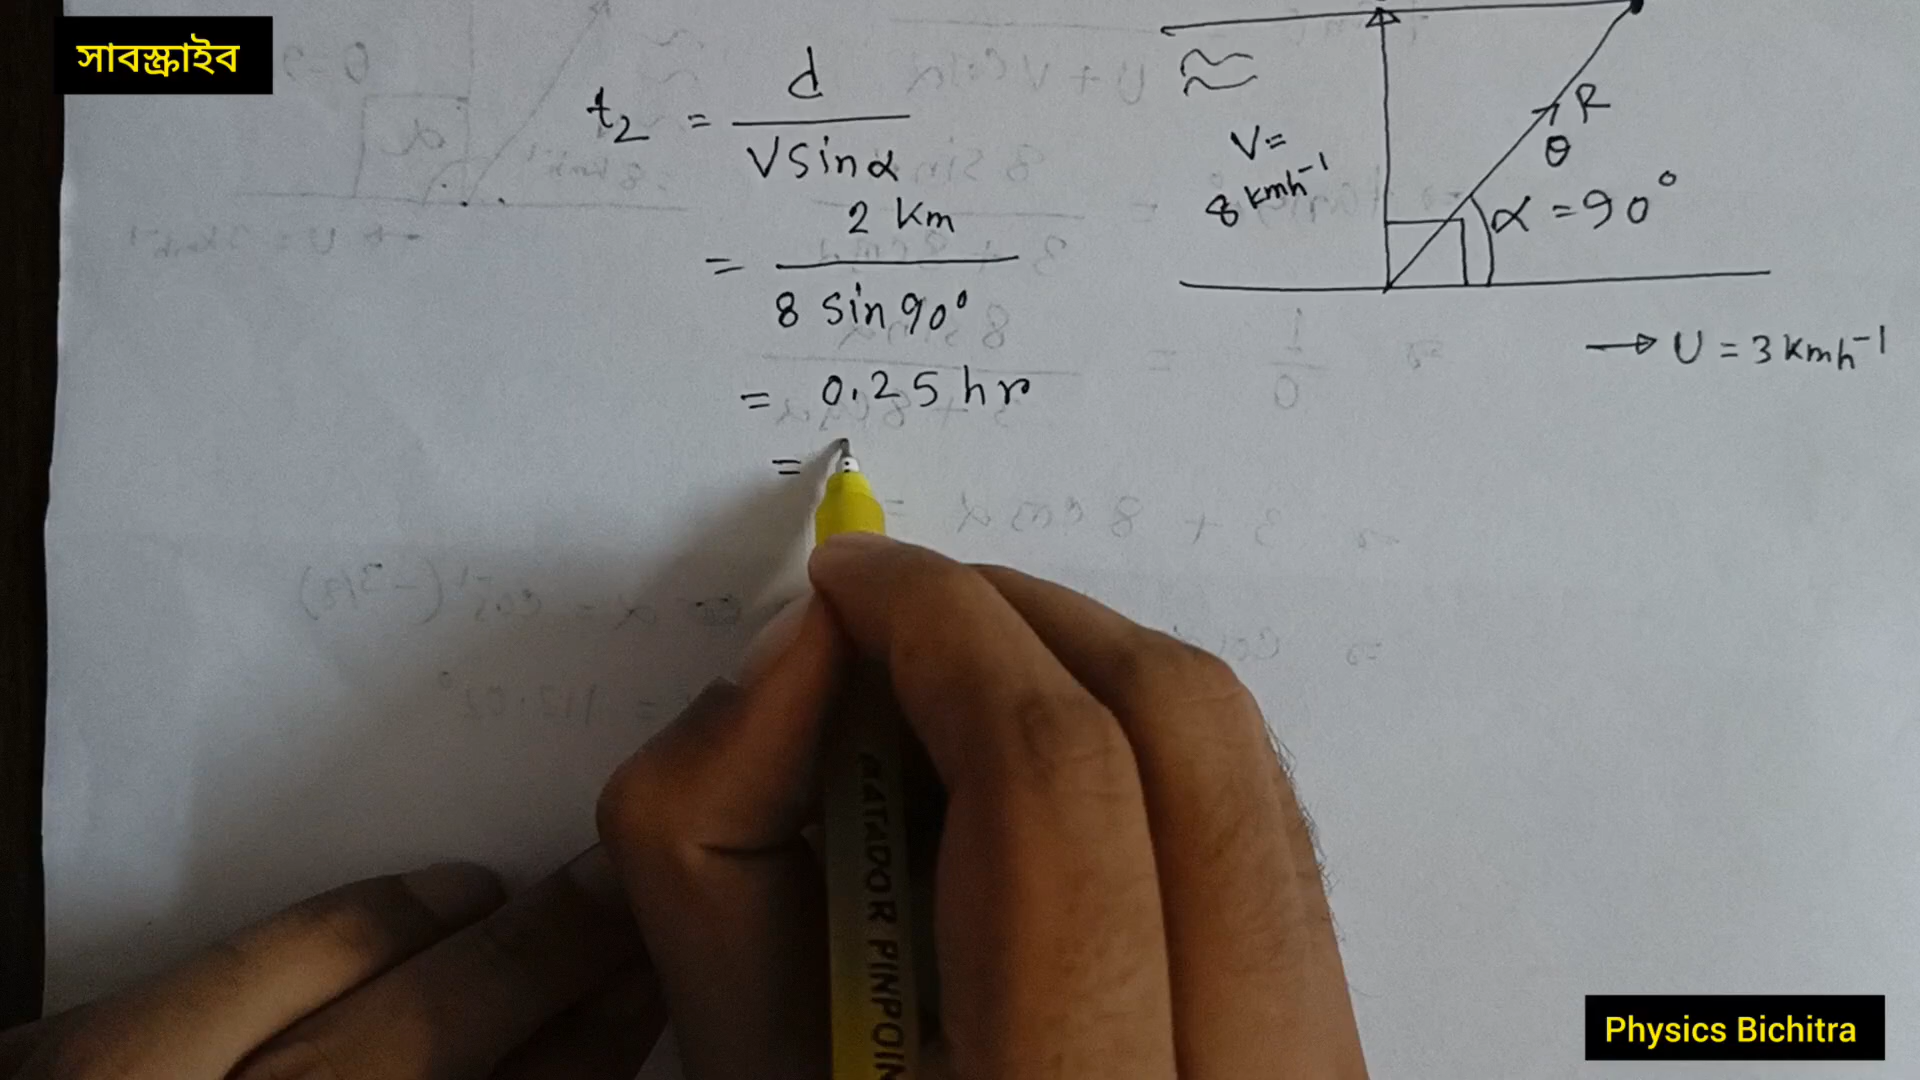 সাবস্ক্রাইব
t₂ = d / V sin α
= 2 Km / 8 sin 90°
= 0.25 hr
=
V =
8 kmh⁻¹
R
θ
α = 90°
→ U = 3 kmh⁻¹
MATADOR PINPOIN
Physics Bichitra